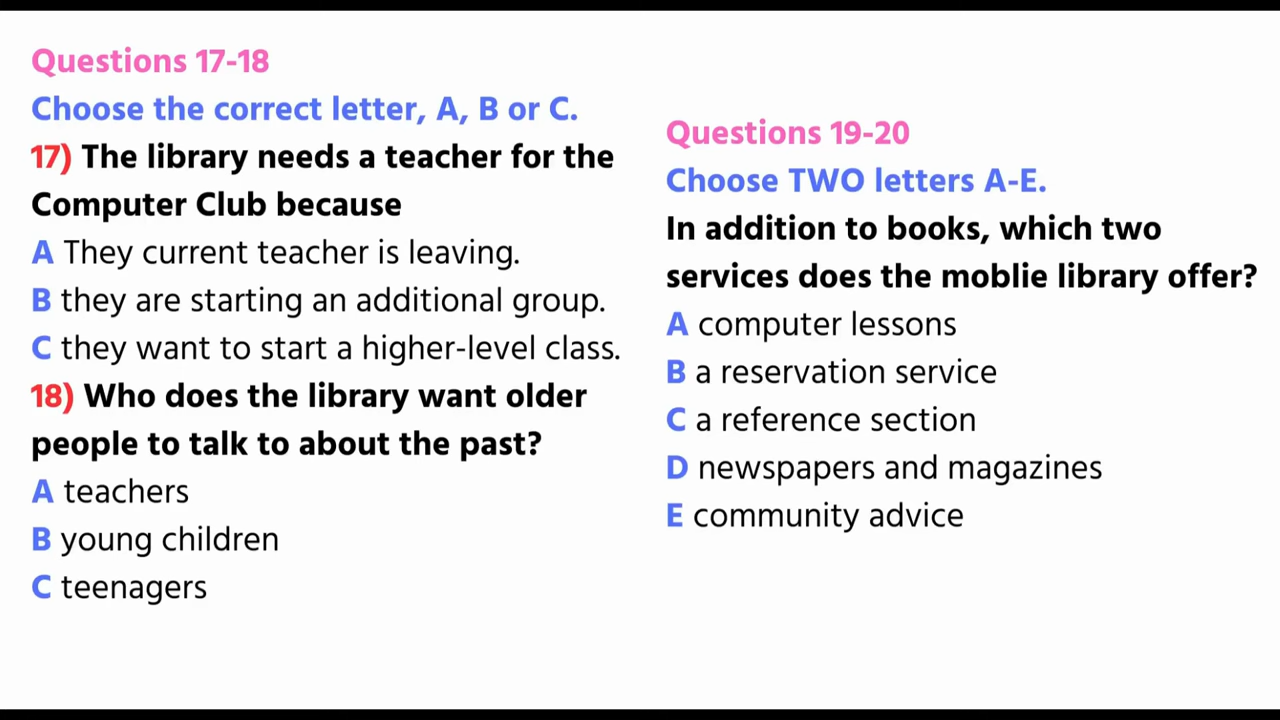 Questions 17-18
Choose the correct letter, A, B or C.
17) The library needs a teacher for the
Computer Club because
A They current teacher is leaving.
B they are starting an additional group.
C they want to start a higher-level class.
18) Who does the library want older
people to talk to about the past?
A teachers
B young children
C teenagers
Questions 19-20
Choose TWO letters A-E.
In addition to books, which two
services does the moblie library offer?
A computer lessons
B a reservation service
C a reference section
D newspapers and magazines
E community advice